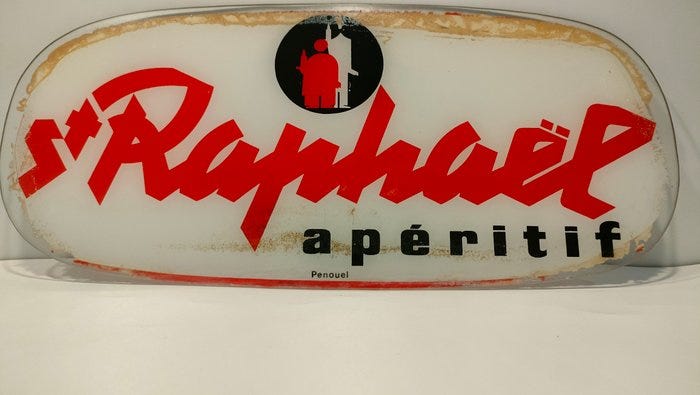 St Raphaël
apéritif
Penouel